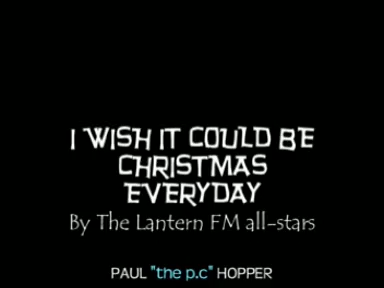 I WISH IT COULD BE
CHRISTMAS
EVERYDAY
By The Lantern FM all-stars
PAUL "the p.c" HOPPER